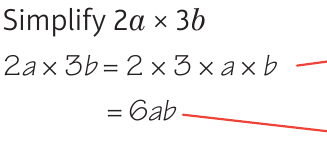 Simplify 2a × 3b
2a × 3b = 2 × 3 × a × b
= 6ab